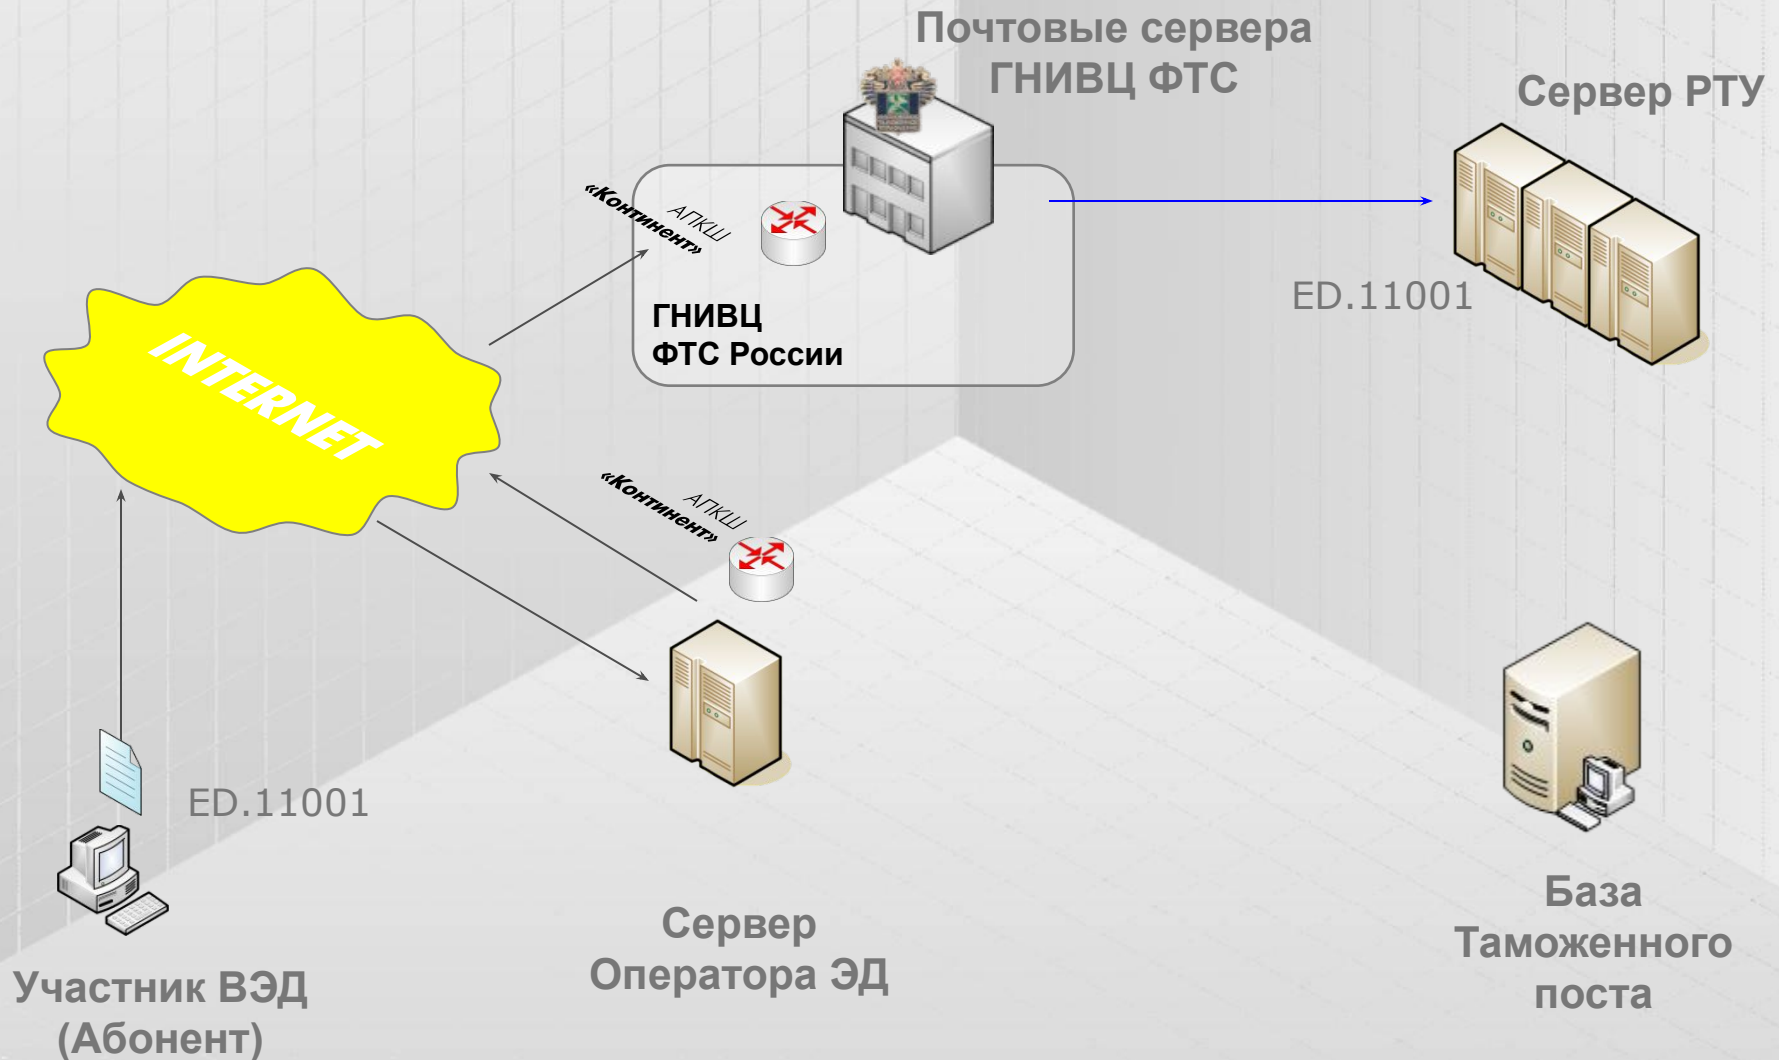 Почтовые сервера
ГНИВЦ ФТС
Сервер РТУ
АПКШ
«Континент»
ГНИВЦ
ФТС России
ED.11001
INTERNET
АПКШ
«Континент»
ED.11001
Сервер
Оператора ЭД
База
Таможенного
поста
Участник ВЭД
(Абонент)